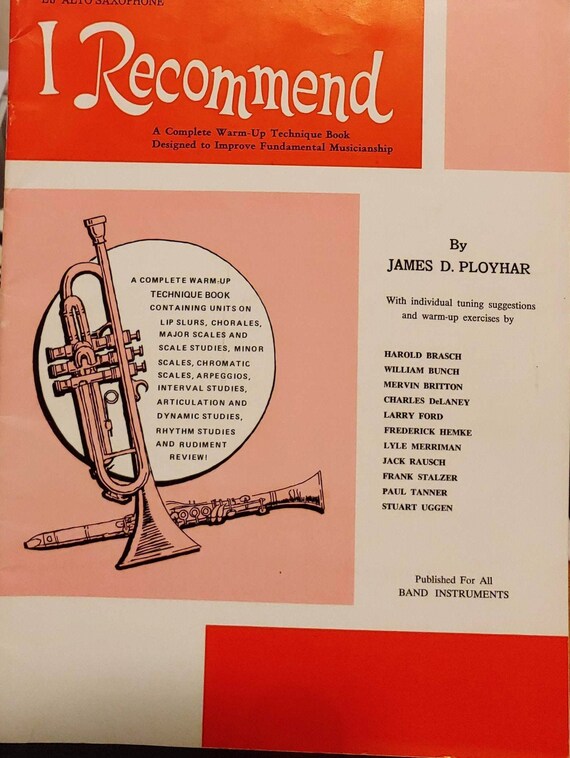 Eb ALTO SAXOPHONE
I Recommend
A Complete Warm-Up Technique Book
Designed to Improve Fundamental Musicianship
A COMPLETE WARM-UP
TECHNIQUE BOOK
CONTAINING UNITS ON
LIP SLURS, CHORALES,
MAJOR SCALES AND
SCALE STUDIES, MINOR
SCALES, CHROMATIC
SCALES, ARPEGGIOS,
INTERVAL STUDIES,
ARTICULATION AND
DYNAMIC STUDIES,
RHYTHM STUDIES
AND RUDIMENT
REVIEW!
By
JAMES D. PLOYHAR
With individual tuning suggestions
and warm-up exercises by
HAROLD BRASCH
WILLIAM BUNCH
MERVIN BRITTON
CHARLES DeLANEY
LARRY FORD
FREDERICK HEMKE
LYLE MERRIMAN
JACK RAUSCH
FRANK STALZER
PAUL TANNER
STUART UGGEN
Published For All
BAND INSTRUMENTS